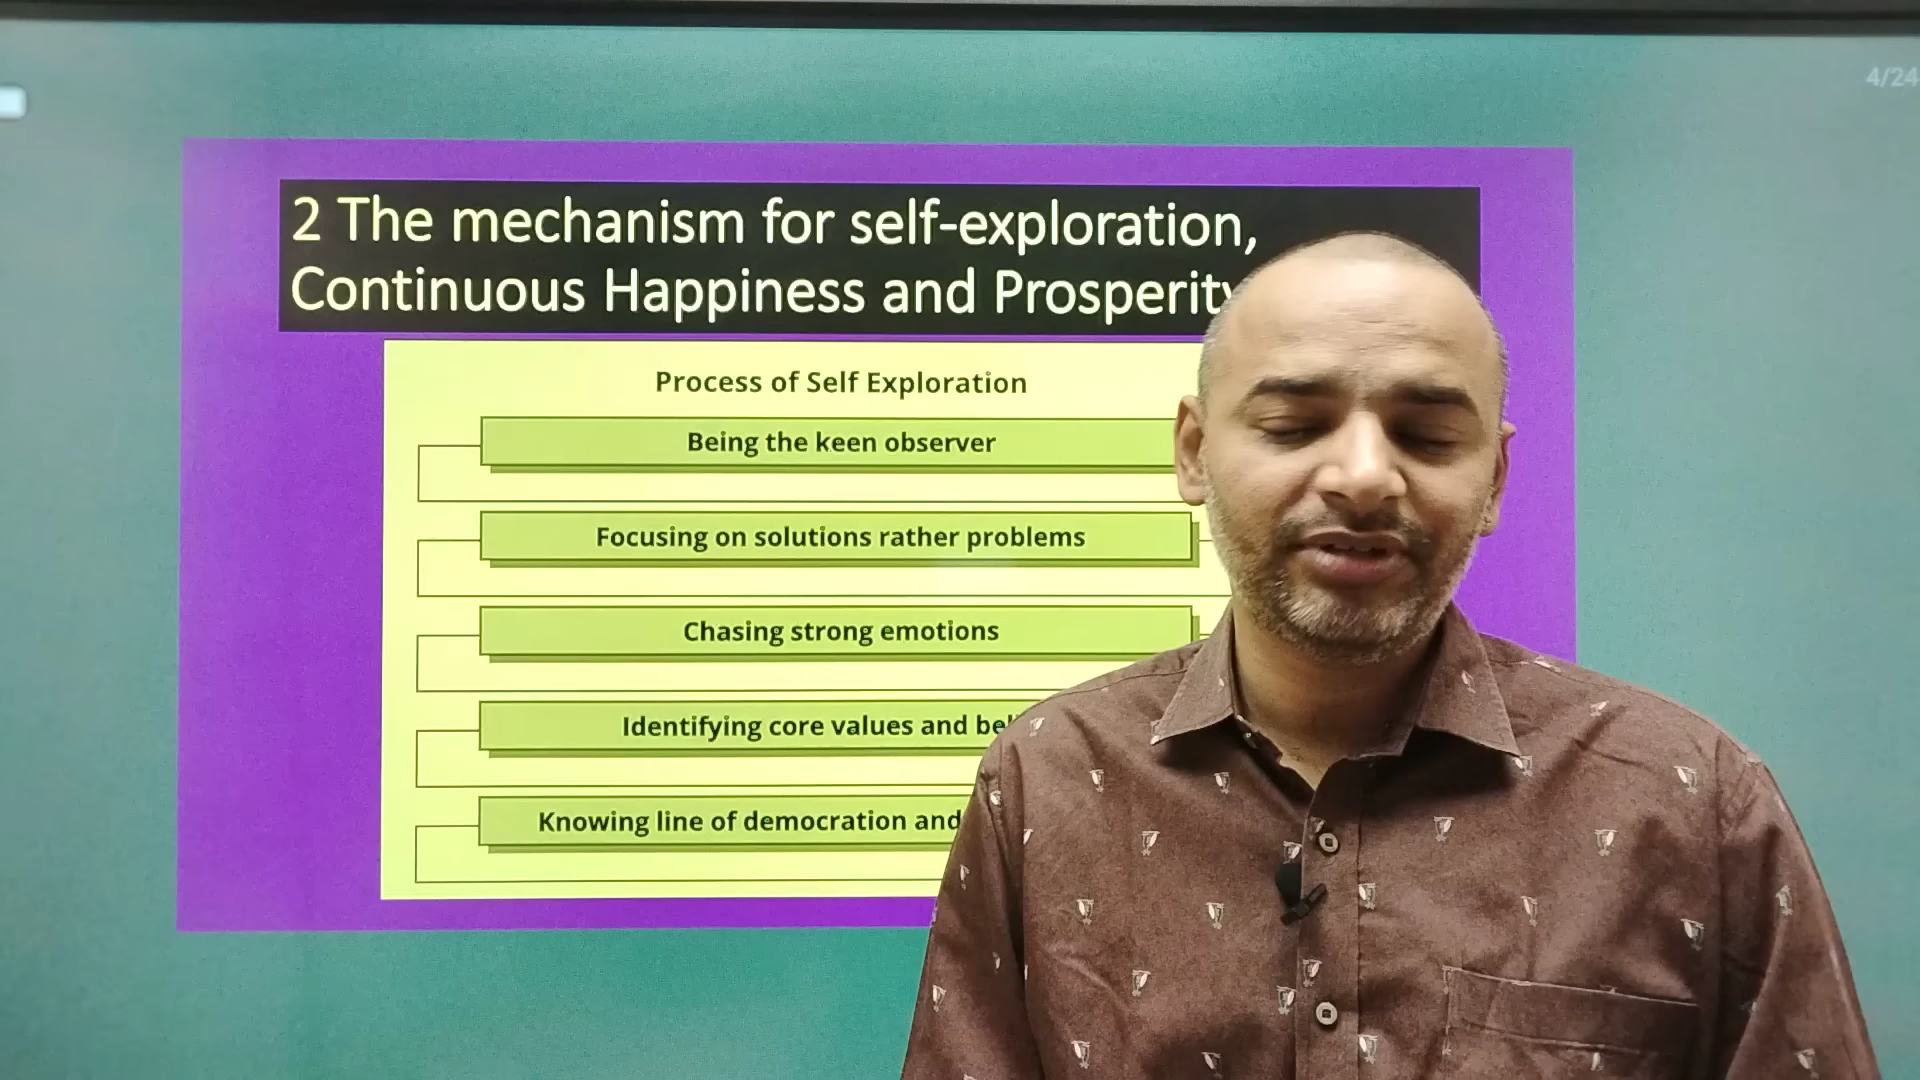 4/24
2 The mechanism for self-exploration,
Continuous Happiness and
Process of Self Exploration
Being the keen observer
Focusing on solutions rather problems
Chasing strong emotions
Identifying core values and
Knowing line of democration and